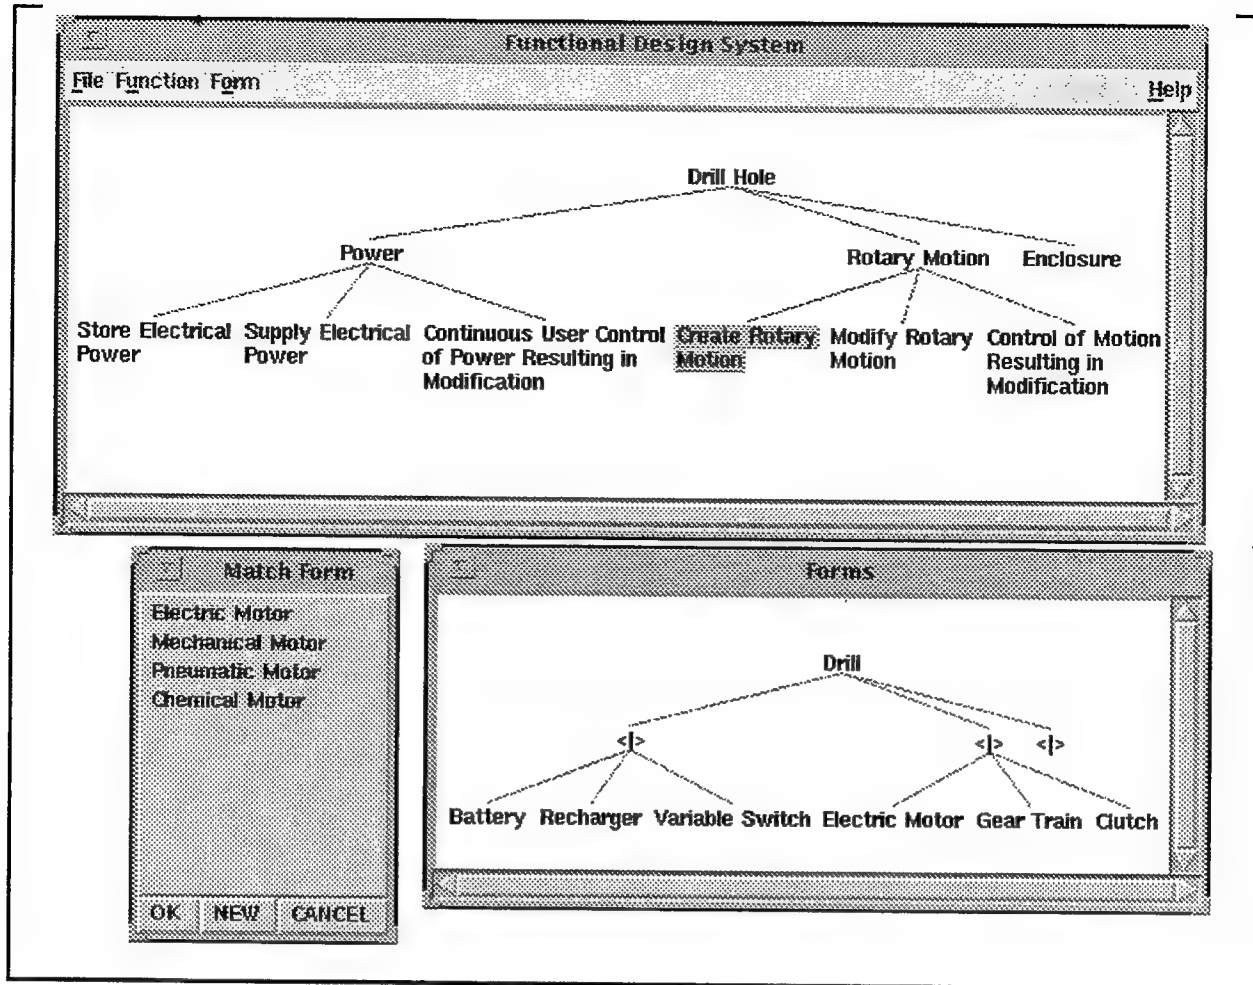 Functional Design System
File Function Form Help
Drill Hole
Power Rotary Motion Enclosure
Store Electrical Supply Electrical Continuous User Control Create Rotary Modify Rotary Control of Motion
Power Power of Power Resulting in Motion Motion Resulting in
Modification Modification
Match Form
Electric Motor
Mechanical Motor
Pneumatic Motor
Chemical Motor
OK NEW CANCEL
Forms
Drill
<|> <|> <|>
Battery Recharger Variable Switch Electric Motor Gear Train Clutch